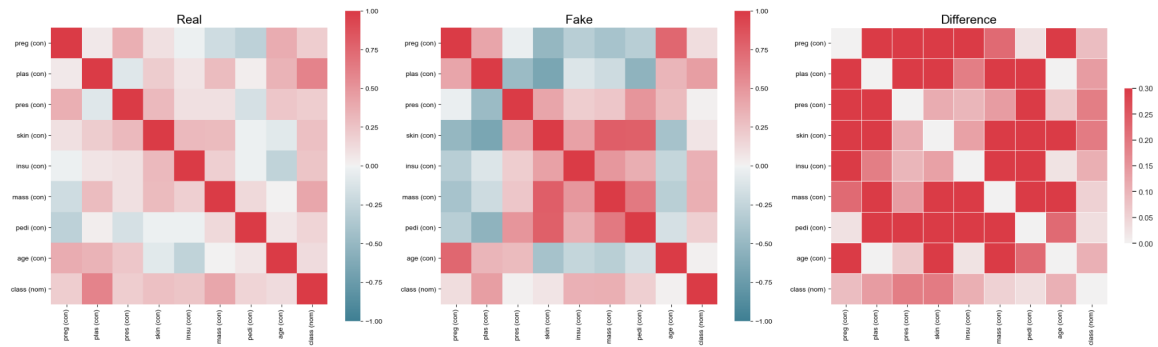 Real
Fake
Difference
preg (con)
plas (con)
pres (con)
skin (con)
insu (con)
mass (con)
pedi (con)
age (con)
class (nom)
preg (con)
plas (con)
pres (con)
skin (con)
insu (con)
mass (con)
pedi (con)
age (con)
class (nom)
1.00
0.75
0.50
0.25
0.00
−0.25
−0.50
−0.75
−1.00
preg (con)
plas (con)
pres (con)
skin (con)
insu (con)
mass (con)
pedi (con)
age (con)
class (nom)
preg (con)
plas (con)
pres (con)
skin (con)
insu (con)
mass (con)
pedi (con)
age (con)
class (nom)
1.00
0.75
0.50
0.25
0.00
−0.25
−0.50
−0.75
−1.00
preg (con)
plas (con)
pres (con)
skin (con)
insu (con)
mass (con)
pedi (con)
age (con)
class (nom)
preg (con)
plas (con)
pres (con)
skin (con)
insu (con)
mass (con)
pedi (con)
age (con)
class (nom)
0.30
0.25
0.20
0.15
0.10
0.05
0.00